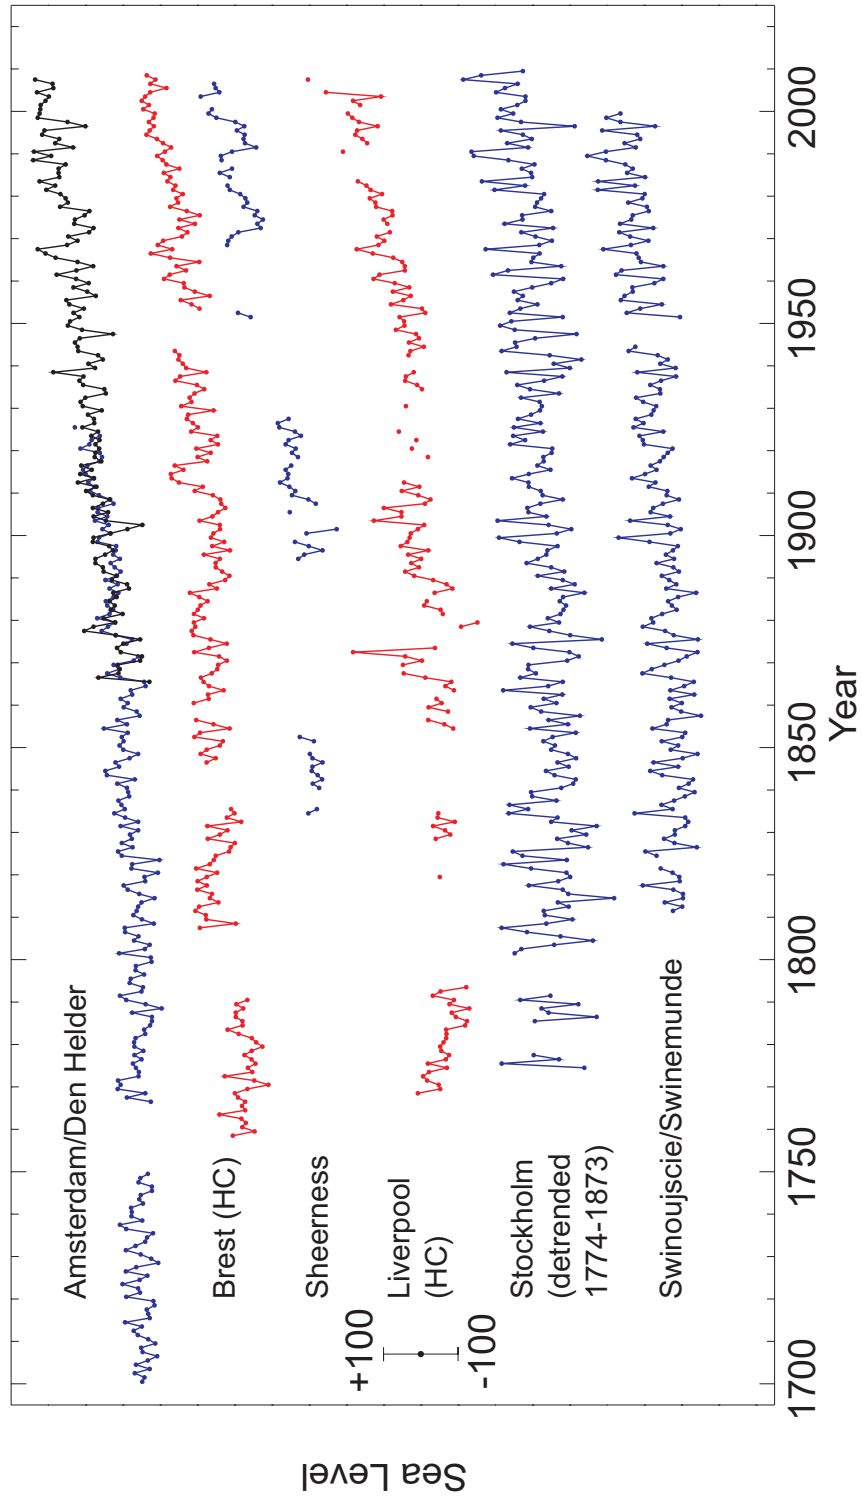 Amsterdam/Den Helder
Brest (HC)
Sheerness
Liverpool
(HC)
Stockholm
(detrended
1774-1873)
Swinoujscie/Swinemunde
+100
-100
1700
1750
1800
1850
1900
1950
2000
Year
Sea Level